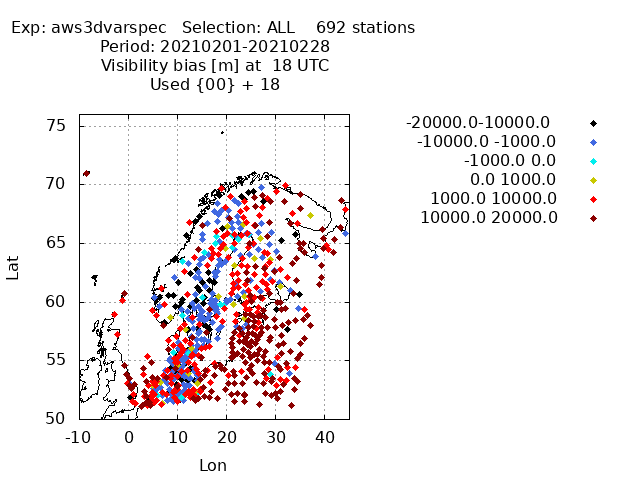 Exp: aws3dvarspec   Selection: ALL    692 stations
Period: 20210201-20210228
Visibility bias [m] at  18 UTC
Used {00} + 18
-20000.0-10000.0
-10000.0 -1000.0
-1000.0 0.0
0.0 1000.0
1000.0 10000.0
10000.0 20000.0
75
70
65
60
55
50
Lat
-10 0 10 20 30 40
Lon